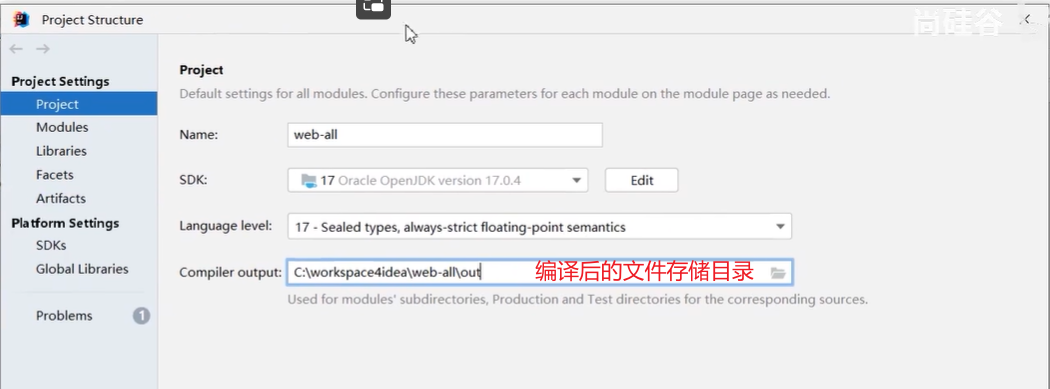 Project Structure
尚硅谷
Project Settings
Project
Modules
Libraries
Facets
Artifacts
Platform Settings
SDKs
Global Libraries
Problems 1
Project
Default settings for all modules. Configure these parameters for each module on the module page as needed.
Name: web-all
SDK: 17 Oracle OpenJDK version 17.0.4 Edit
Language level: 17 - Sealed types, always-strict floating-point semantics
Compiler output: C:\workspace4idea\web-all\out 编译后的文件存储目录
Used for modules' subdirectories, Production and Test directories for the corresponding sources.